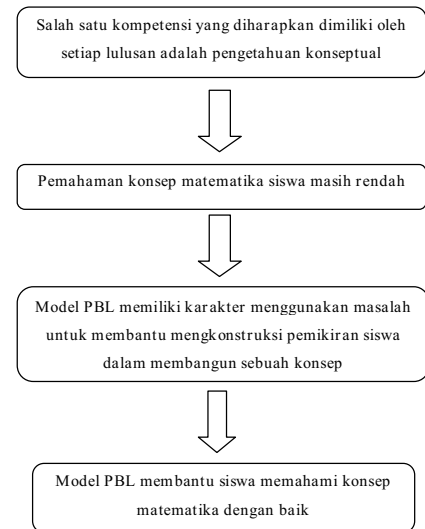 Salah satu kompetensi yang diharapkan dimiliki oleh
setiap lulusan adalah pengetahuan konseptual
Pemahaman konsep matematika siswa masih rendah
Model PBL memiliki karakter menggunakan masalah
untuk membantu mengkonstruksi pemikiran siswa
dalam membangun sebuah konsep
Model PBL membantu siswa memahami konsep
matematika dengan baik